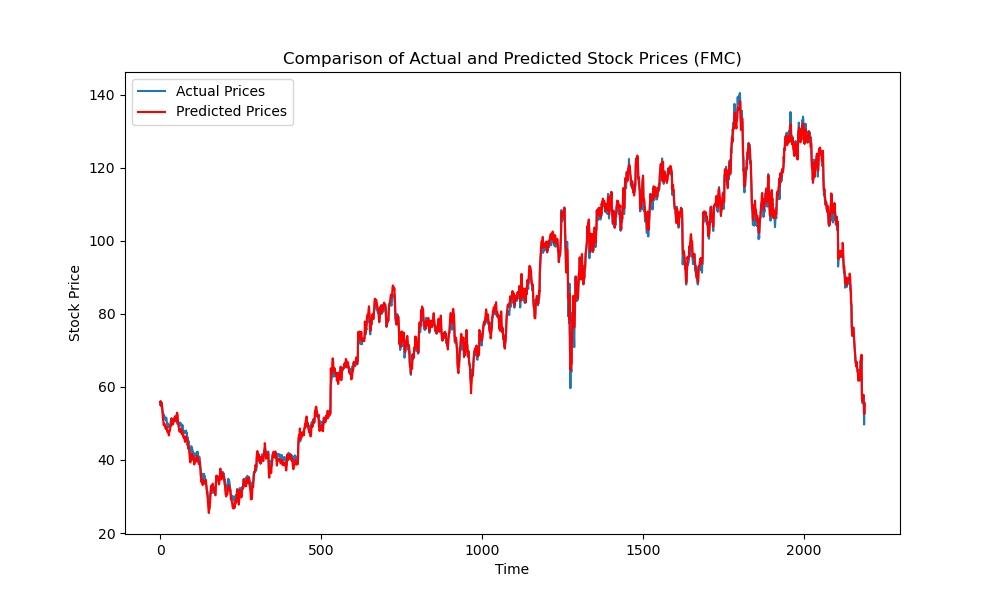 Comparison of Actual and Predicted Stock Prices (FMC)
Actual Prices
Predicted Prices
140
120
100
80
60
40
20
Stock Price
0
500
1000
1500
2000
Time